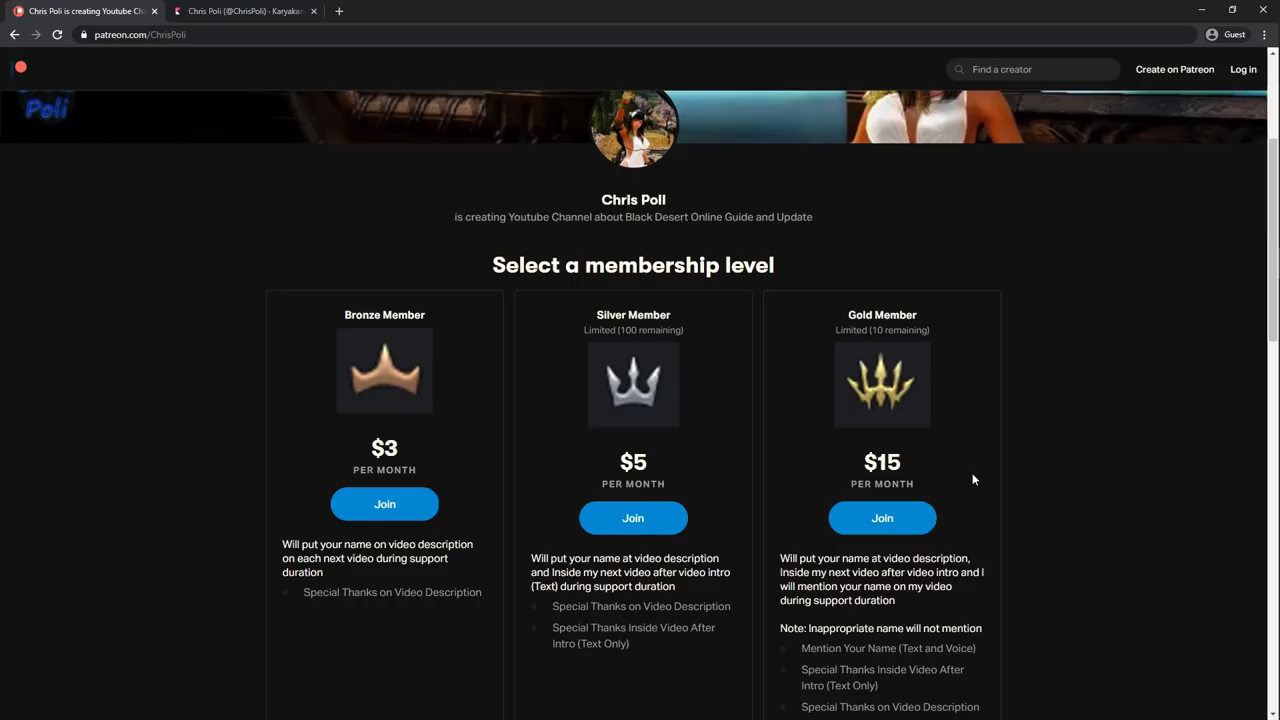 Chris Poli is creating Youtube Ch
Chris Poli (@ChrisPoli) - Karyaka
patreon.com/ChrisPoli
Guest
Find a creator
Create on Patreon
Log in
Poli
Chris Poli
is creating Youtube Channel about Black Desert Online Guide and Update
Select a membership level
Bronze Member
$3
PER MONTH
Join
Will put your name on video description
on each next video during support
duration
Special Thanks on Video Description
Silver Member
Limited (100 remaining)
$5
PER MONTH
Join
Will put your name at video description
and Inside my next video after video intro
(Text) during support duration
Special Thanks on Video Description
Special Thanks Inside Video After
Intro (Text Only)
Gold Member
Limited (10 remaining)
$15
PER MONTH
Join
Will put your name at video description,
Inside my next video after video intro and I
will mention your name on my video
during support duration
Note: Inappropriate name will not mention
Mention Your Name (Text and Voice)
Special Thanks Inside Video After
Intro (Text Only)
Special Thanks on Video Description